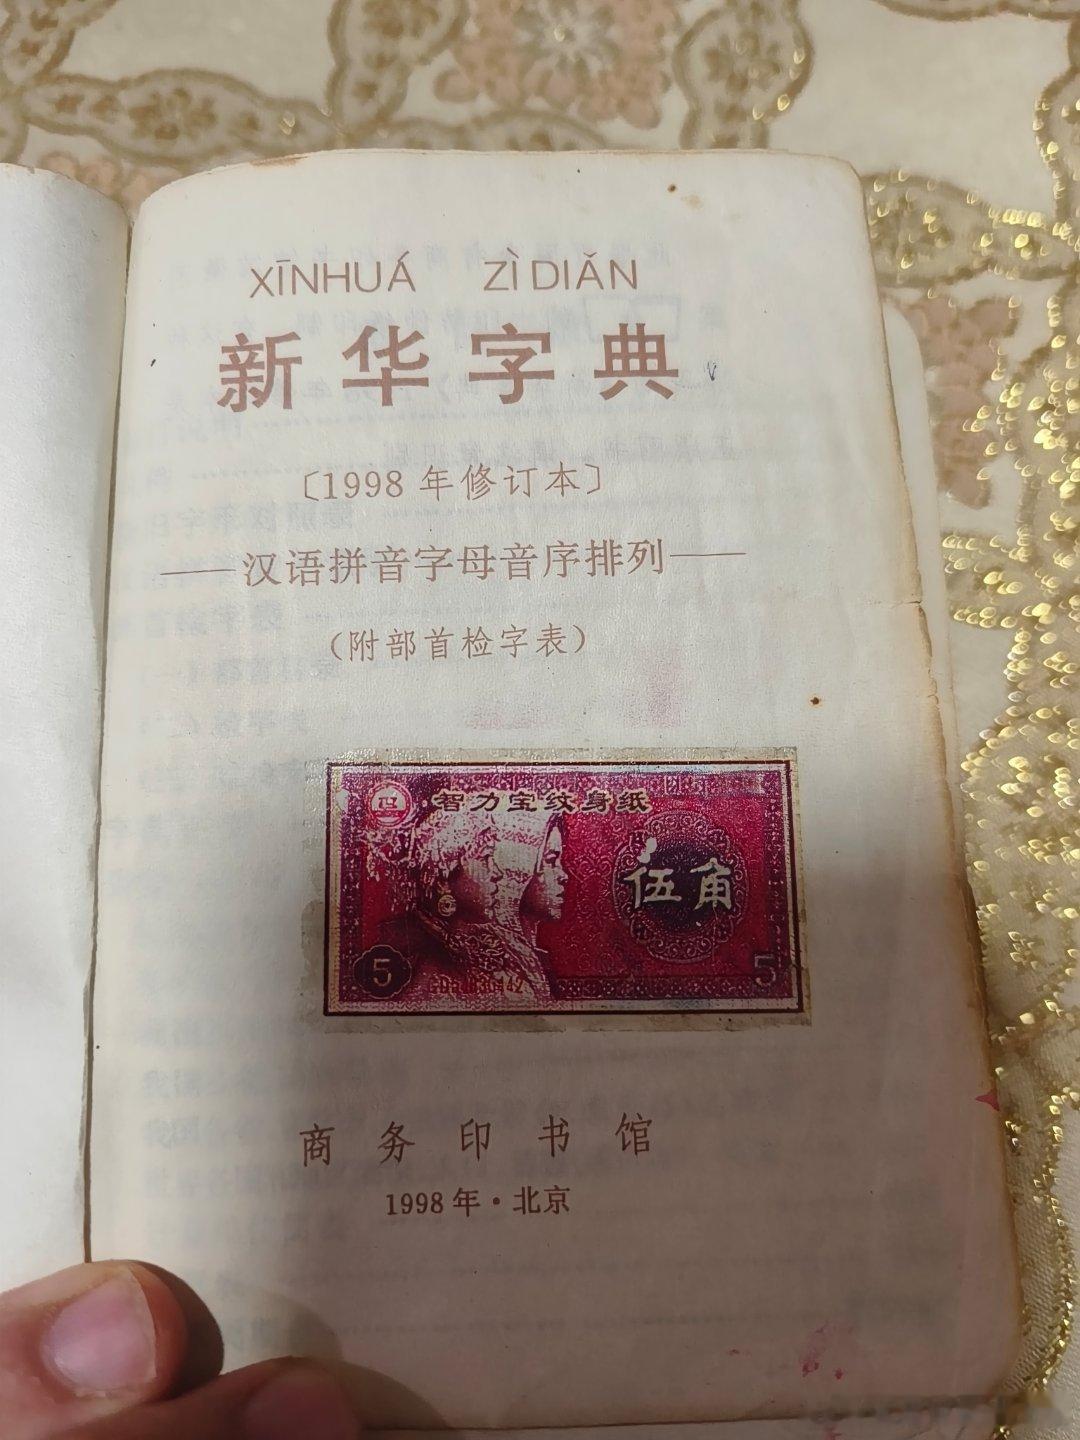 XĪNHUÁ ZÌDIǍN
新华字典
〔1998年修订本〕
——汉语拼音字母音序排列——
（附部首检字表）
智力宝纹身纸
伍角
5
5
商务印书馆
1998年·北京